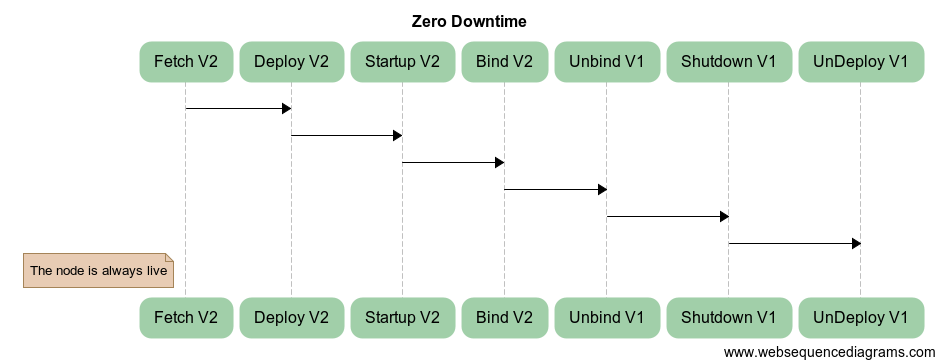 Zero Downtime
Fetch V2 Deploy V2 Startup V2 Bind V2 Unbind V1 Shutdown V1 UnDeploy V1
The node is always live
Fetch V2 Deploy V2 Startup V2 Bind V2 Unbind V1 Shutdown V1 UnDeploy V1
www.websequencediagrams.com